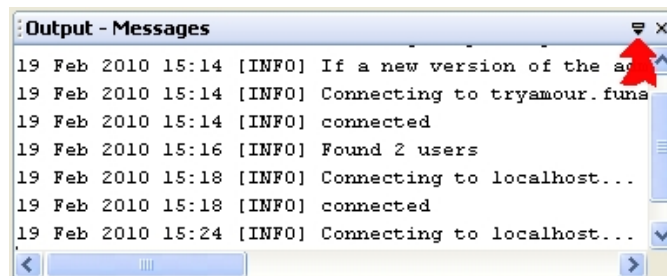 Output - Messages
19 Feb 2010 15:14 [INFO] If a new version of the
19 Feb 2010 15:14 [INFO] Connecting to tryamour.funa
19 Feb 2010 15:14 [INFO] connected
19 Feb 2010 15:16 [INFO] Found 2 users
19 Feb 2010 15:18 [INFO] Connecting to localhost...
19 Feb 2010 15:18 [INFO] connected
19 Feb 2010 15:24 [INFO] Connecting to localhost...